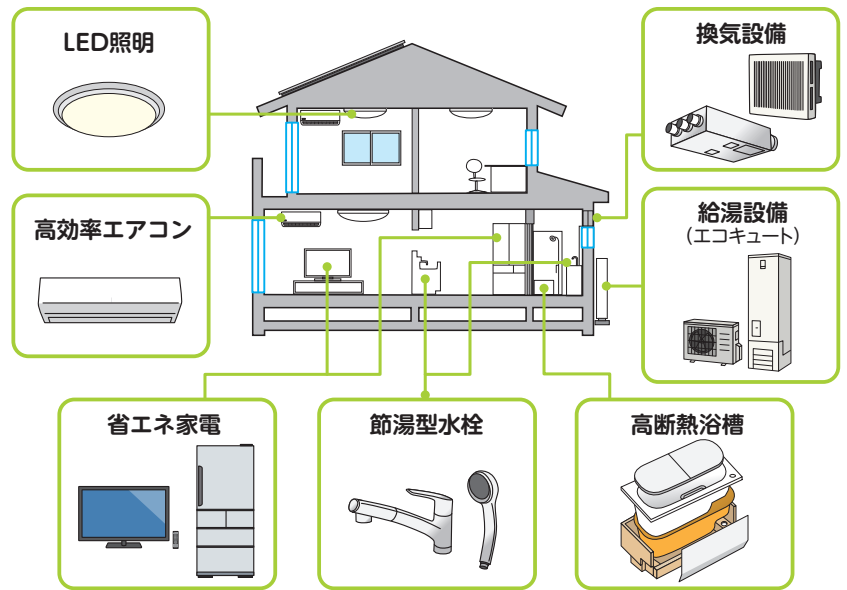 LED照明
換気設備
高効率エアコン
給湯設備
(エコキュート)
省エネ家電
節湯型水栓
高断熱浴槽